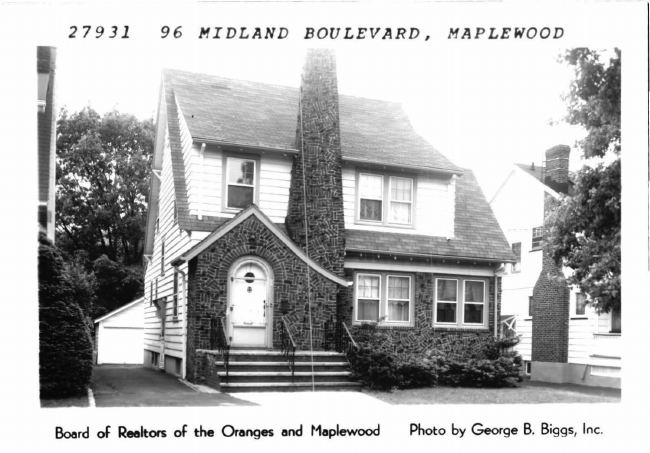 27931 96 MIDLAND BOULEVARD, MAPLEWOOD
Board of Realtors of the Oranges and Maplewood Photo by George B. Biggs, Inc.